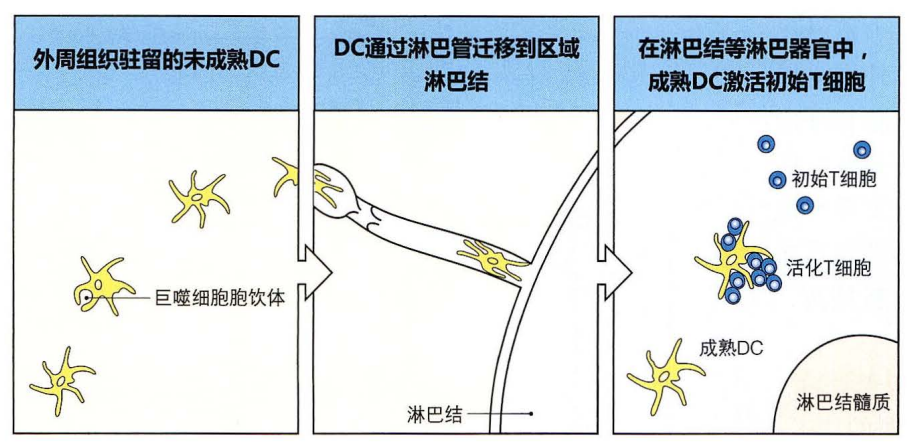 外周组织驻留的未成熟DC
DC通过淋巴管迁移到区域
淋巴结
在淋巴结等淋巴器官中，
成熟DC激活初始T细胞
巨噬细胞胞饮体
淋巴结
初始T细胞
活化T细胞
成熟DC
淋巴结髓质